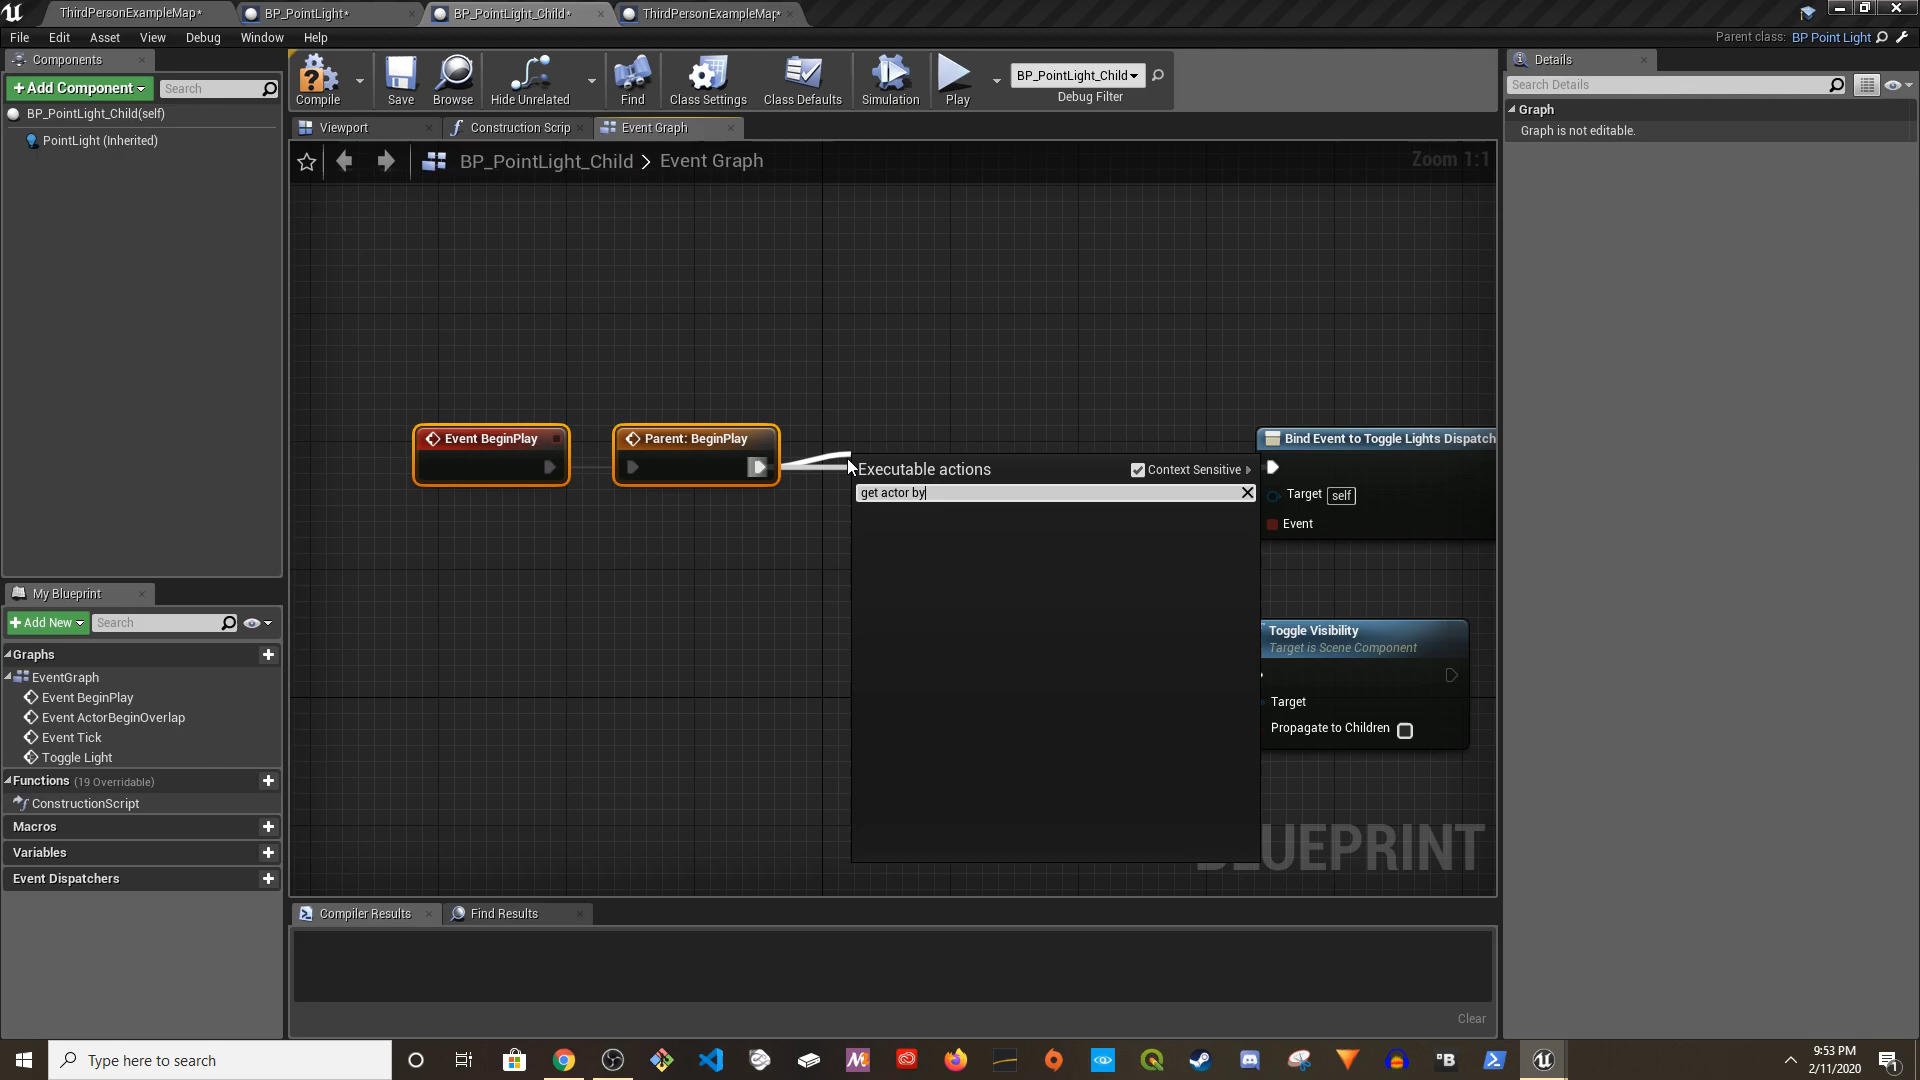 ThirdPersonExampleMap*
BP_PointLight*
BP_PointLight_Child*
ThirdPersonExampleMap*
File Edit Asset View Debug Window Help
Parent class: BP Point Light
Components
+Add Component
Search
BP_PointLight_Child(self)
PointLight (Inherited)
Compile
Save
Browse
Hide Unrelated
Find
Class Settings
Class Defaults
Simulation
Play
BP_PointLight_Child
Debug Filter
Details
Search Details
Graph
Graph is not editable.
Viewport
Construction Scrip
Event Graph
BP_PointLight_Child > Event Graph
Zoom 1:1
Event BeginPlay
Parent: BeginPlay
Executable actions
Context Sensitive
get actor by
Bind Event to Toggle Lights Dispatch
Target self
Event
Toggle Visibility
Target is Scene Component
Target
Propagate to Children
BLUEPRINT
My Blueprint
+Add New
Search
Graphs
EventGraph
Event BeginPlay
Event ActorBeginOverlap
Event Tick
Toggle Light
Functions (19 Overridable)
ConstructionScript
Macros
Variables
Event Dispatchers
Compiler Results
Find Results
Clear
Type here to search
9:53 PM
2/11/2020